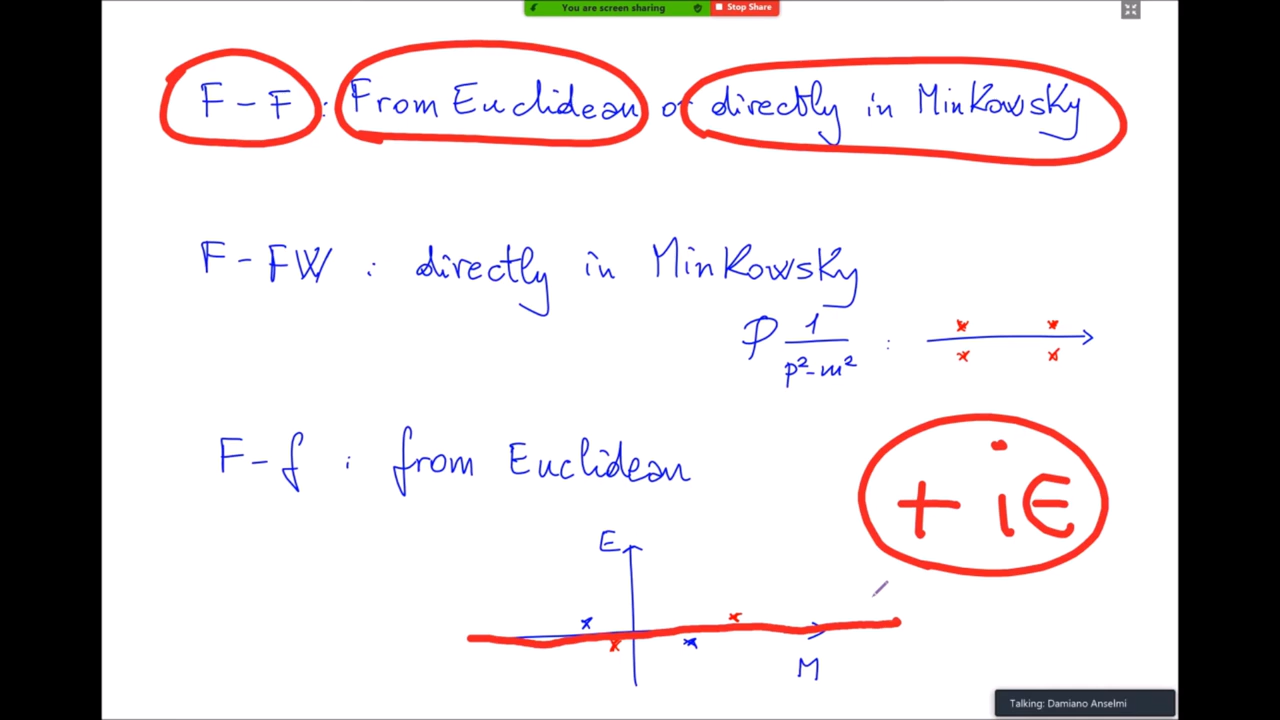 You are screen sharing Stop Share
F - F : From Euclidean or directly in MinKowsky
F - FW : directly in MinKowsky
P 1/(p²-m²) :
F - f : from Euclidean
+ iϵ
E
M
Talking: Damiano Anselmi